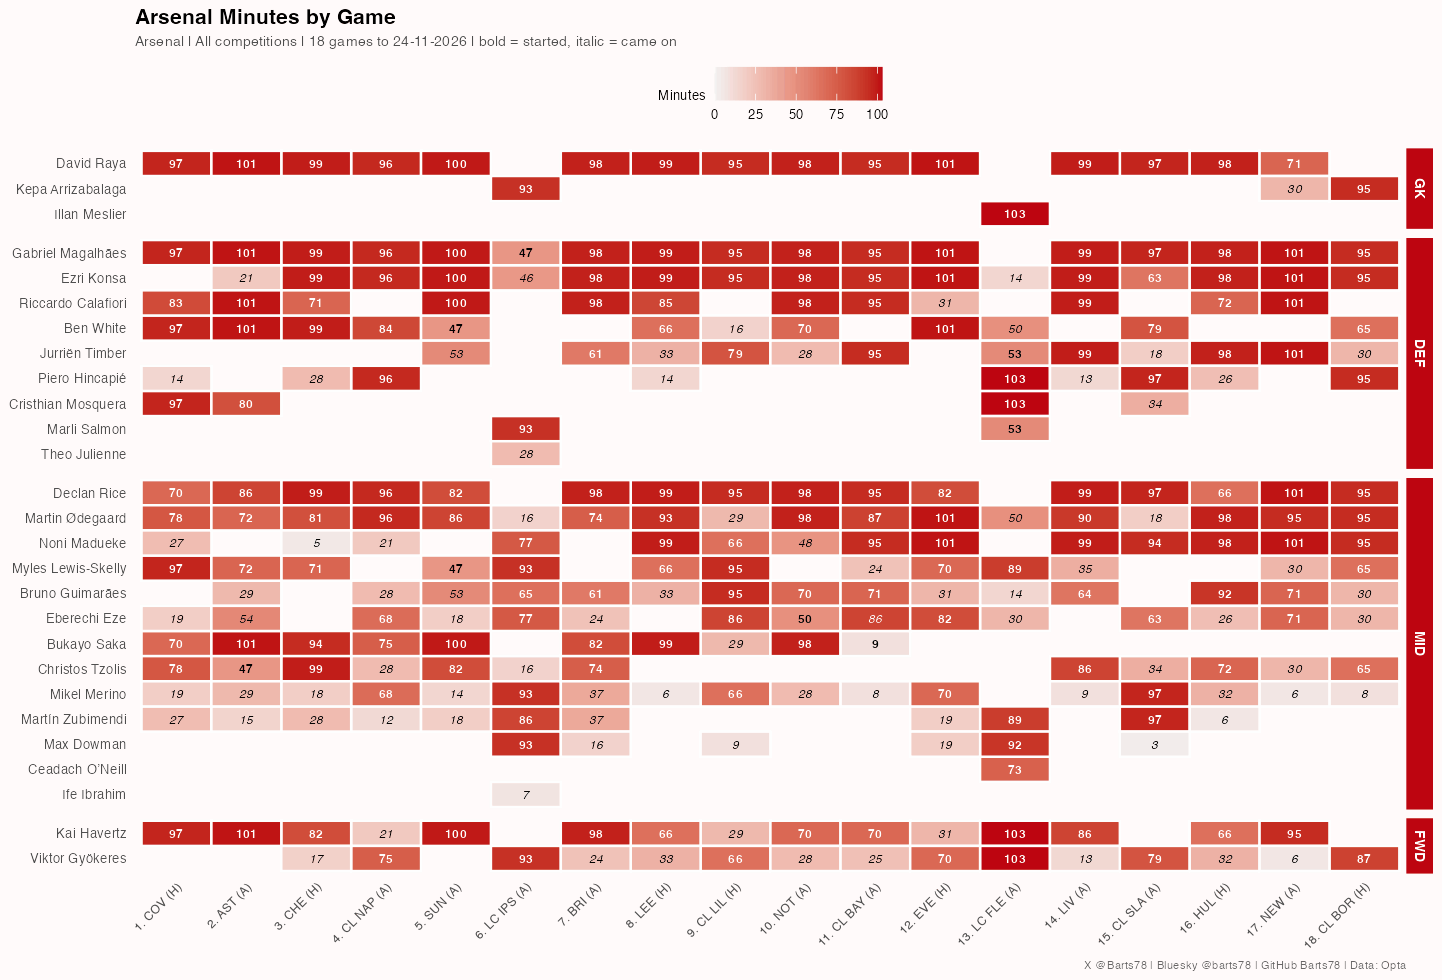 Arsenal Minutes by Game
Arsenal | All competitions | 18 games to 24-11-2026 | bold = started, italic = came on
Minutes
0 25 50 75 100
David Raya 97 101 99 96 100 98 99 95 98 95 101 99 97 98 71
Kepa Arrizabalaga 93 30 95
Illan Meslier 103
GK
Gabriel Magalhães 97 101 99 96 100 47 98 99 95 98 95 101 99 97 98 101 95
Ezri Konsa 21 99 96 100 46 98 99 95 98 95 101 14 99 63 98 101 95
Riccardo Calafiori 83 101 71 100 98 85 98 95 31 99 72 101
Ben White 97 101 99 84 47 66 16 70 101 50 79 65
Jurriën Timber 53 61 33 79 28 95 53 99 18 98 101 30
Piero Hincapié 14 28 96 14 103 13 97 26 95
Cristhian Mosquera 97 80 103 34
Marli Salmon 93 53
Theo Julienne 28
DEF
Declan Rice 70 86 99 96 82 98 99 95 98 95 82 99 97 66 101 95
Martin Ødegaard 78 72 81 96 86 16 74 93 29 98 87 101 50 90 18 98 95 95
Noni Madueke 27 5 21 77 99 66 48 95 101 99 94 98 101 95
Myles Lewis-Skelly 97 72 71 47 93 66 95 24 70 89 35 30 65
Bruno Guimarães 29 28 53 65 61 33 95 70 71 31 14 64 92 71 30
Eberechi Eze 19 54 68 18 77 24 86 50 86 82 30 63 26 71 30
Bukayo Saka 70 101 94 75 100 82 99 29 98 9
Christos Tzolis 78 47 99 28 82 16 74 86 34 72 30 65
Mikel Merino 19 29 18 68 14 93 37 6 66 28 8 70 9 97 32 6 8
Martín Zubimendi 27 15 28 12 18 86 37 19 89 97 6
Max Dowman 93 16 9 19 92 3
Ceadach O'Neill 73
Ife Ibrahim 7
MID
Kai Havertz 97 101 82 21 100 98 66 29 70 70 31 103 86 66 95
Viktor Gyökeres 17 75 93 24 33 66 28 25 70 103 13 79 32 6 87
FWD
1. COV (H)
2. AST (A)
3. CHE (H)
4. CL NAP (A)
5. SUN (A)
6. LC IPS (A)
7. BRI (A)
8. LEE (H)
9. CL LIL (H)
10. NOT (A)
11. CL BAY (A)
12. EVE (H)
13. LC FLE (A)
14. LIV (A)
15. CL SLA (A)
16. HUL (H)
17. NEW (A)
18. CL BOR (H)
X @Barts78 | Bluesky @barts78 | GitHub Barts78 | Data: Opta